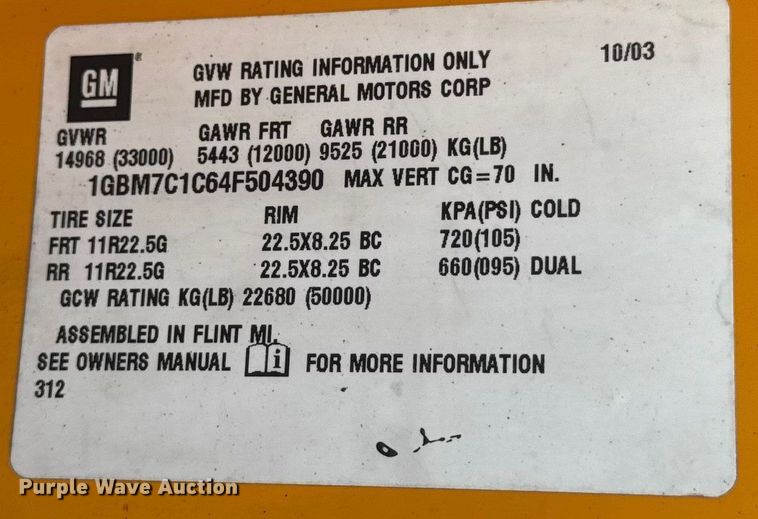 GM ®
GVW RATING INFORMATION ONLY 10/03
MFD BY GENERAL MOTORS CORP
GVWR GAWR FRT GAWR RR
14968 (33000) 5443 (12000) 9525 (21000) KG(LB)
1GBM7C1C64F504390 MAX VERT CG=70 IN.
TIRE SIZE RIM KPA(PSI) COLD
FRT 11R22.5G 22.5X8.25 BC 720(105)
RR 11R22.5G 22.5X8.25 BC 660(095) DUAL
GCW RATING KG(LB) 22680 (50000)
ASSEMBLED IN FLINT MI.
SEE OWNERS MANUAL i FOR MORE INFORMATION
312
Purple Wave Auction